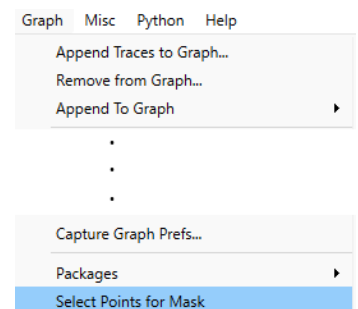 Graph Misc Python Help
Append Traces to Graph...
Remove from Graph...
Append To Graph
.
.
.
Capture Graph Prefs...
Packages
Select Points for Mask